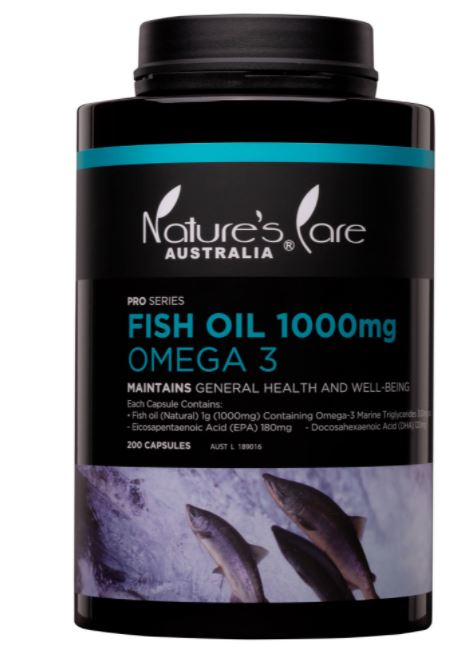 Nature's Care
AUSTRALIA ®
PRO SERIES
FISH OIL 1000mg
OMEGA 3
MAINTAINS GENERAL HEALTH AND WELL-BEING
Each Capsule Contains:
• Fish oil (Natural) 1g (1000mg) Containing Omega-3 Marine Triglycerides
- Eicosapentaenoic Acid (EPA) 180mg - Docosahexaenoic Acid (DHA) 120mg
200 CAPSULES AUST L 189016